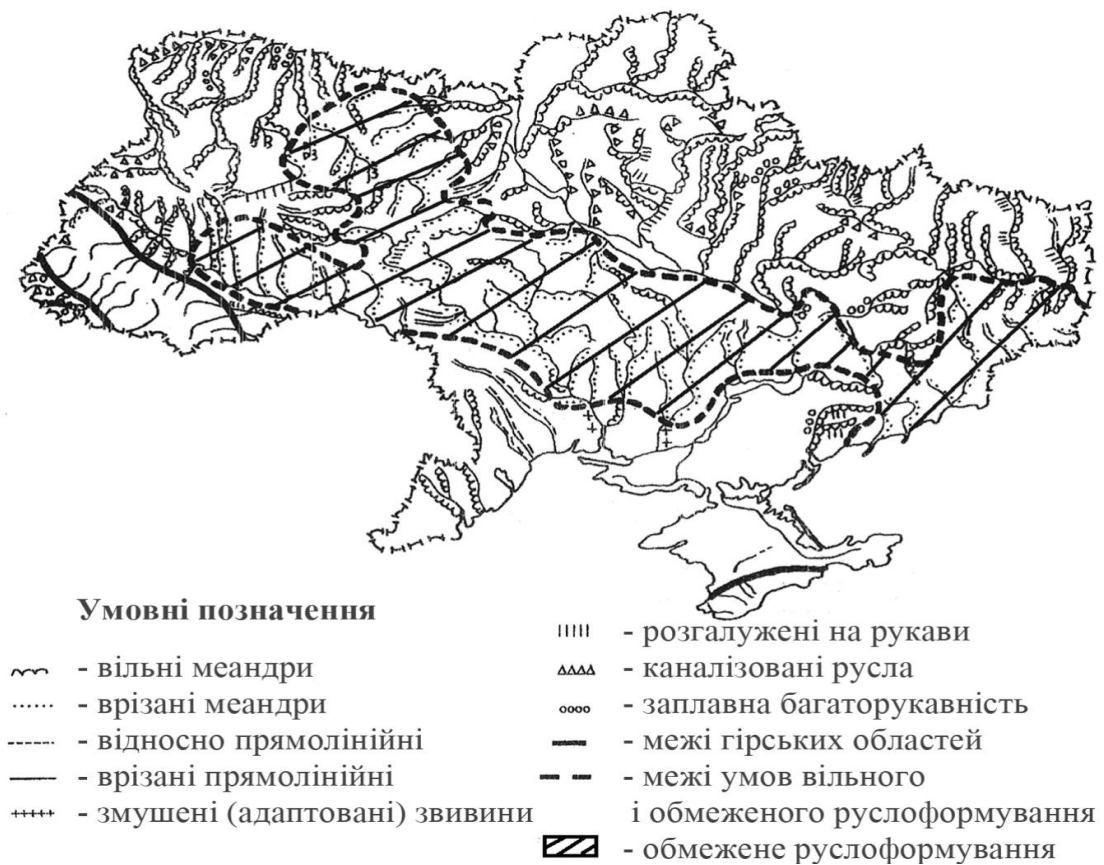 Умовні позначення
- вільні меандри
- врізані меандри
- відносно прямолінійні
- врізані прямолінійні
- змушені (адаптовані) звивини
- розгалужені на рукави
- каналізовані русла
- заплавна багаторукавність
- межі гірських областей
- межі умов вільного
і обмеженого руслоформування
- обмежене руслоформування